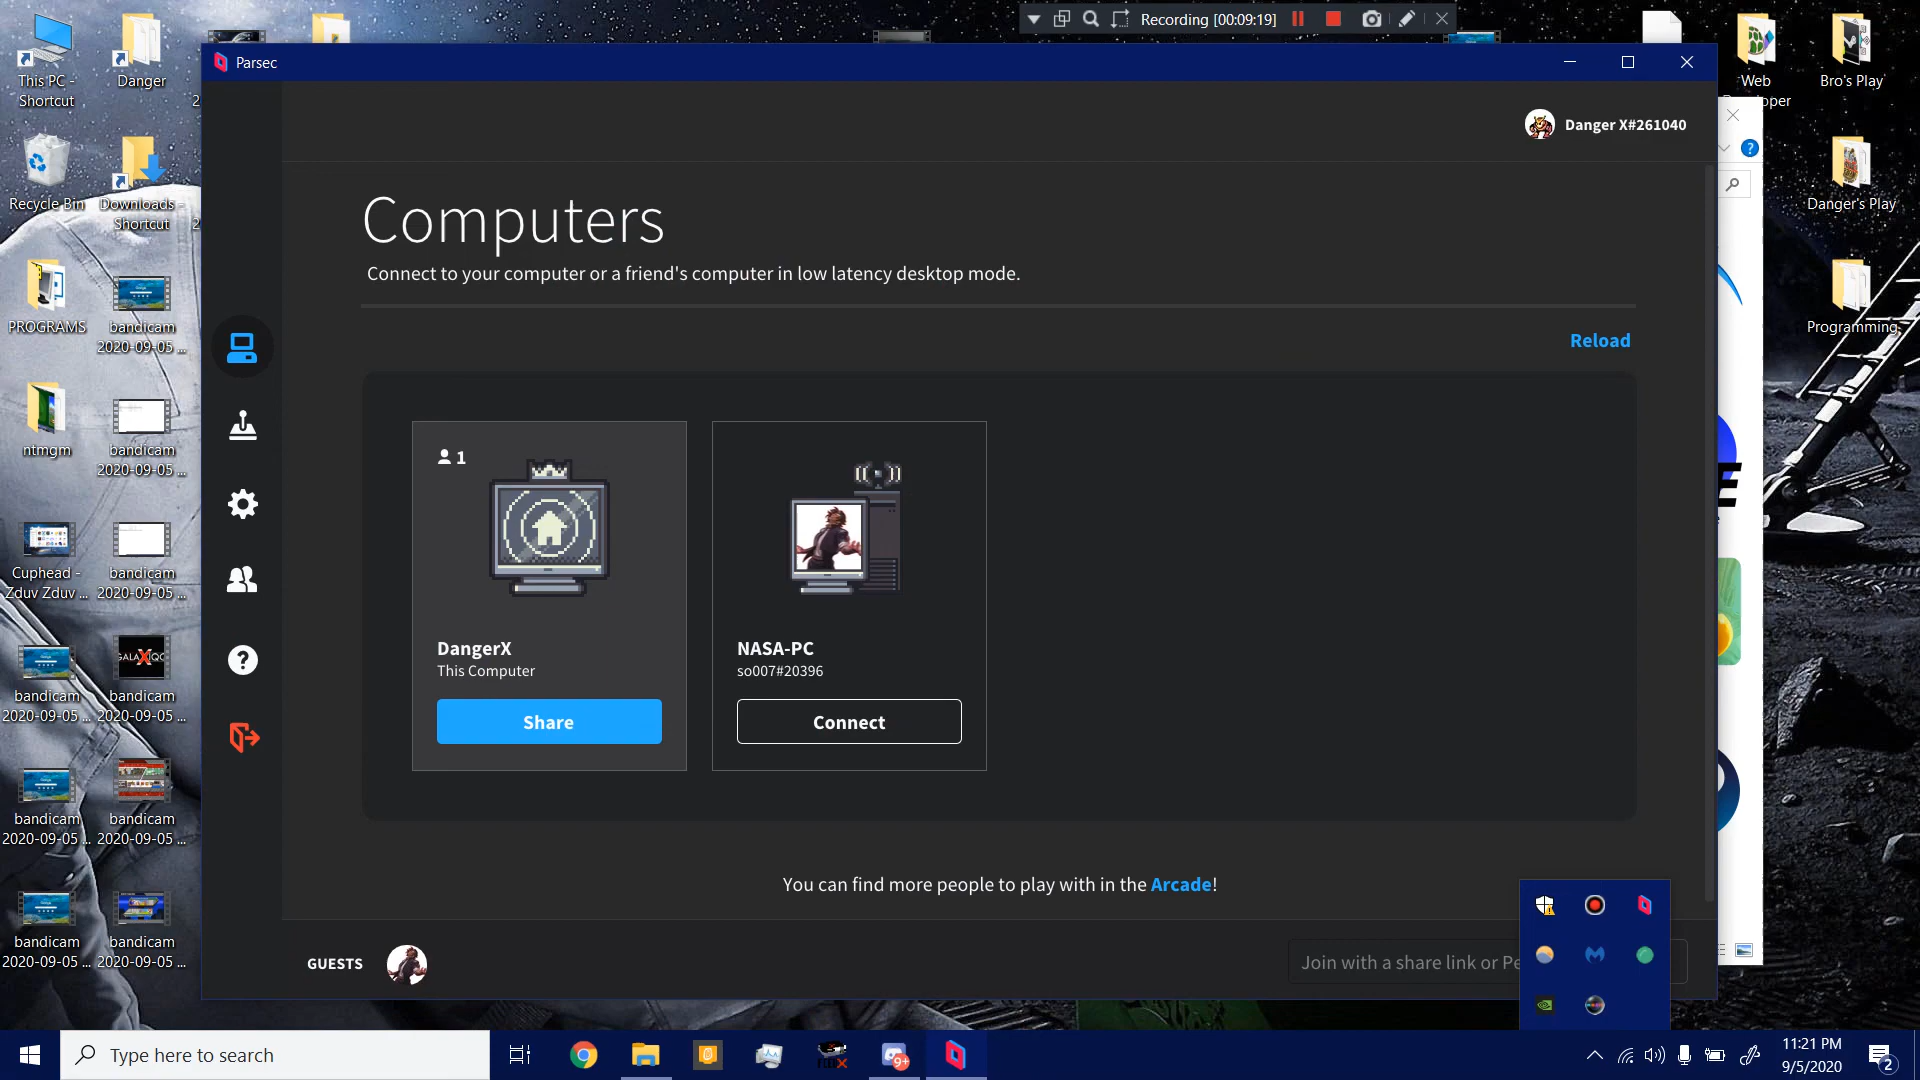 Recording [00:09:19]
This PC -
Shortcut
Danger
Web
Bro's Play
Parsec
Danger X#261040
Recycle Bin
Downloads -
Shortcut
Danger's Play
Computers
Connect to your computer or a friend's computer in low latency desktop mode.
Reload
PROGRAMS
bandicam
2020-09-05 ...
Programming
ntmgm
bandicam
2020-09-05 ...
1
DangerX
This Computer
Share
NASA-PC
so007#20396
Connect
Cuphead -
Zduv Zduv ...
bandicam
2020-09-05 ...
bandicam
2020-09-05 ...
bandicam
2020-09-05 ...
bandicam
2020-09-05 ...
bandicam
2020-09-05 ...
bandicam
2020-09-05 ...
bandicam
2020-09-05 ...
You can find more people to play with in the Arcade!
GUESTS
Join with a share link or Pe
Type here to search
9+
11:21 PM
9/5/2020
2